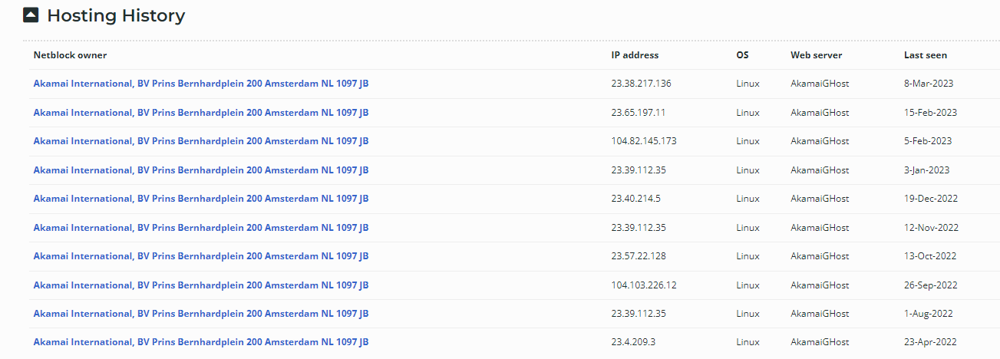 Hosting History
Netblock owner IP address OS Web server Last seen
Akamai International, BV Prins Bernhardplein 200 Amsterdam NL 1097 JB 23.38.217.136 Linux AkamaiGHost 8-Mar-2023
Akamai International, BV Prins Bernhardplein 200 Amsterdam NL 1097 JB 23.65.197.11 Linux AkamaiGHost 15-Feb-2023
Akamai International, BV Prins Bernhardplein 200 Amsterdam NL 1097 JB 104.82.145.173 Linux AkamaiGHost 5-Feb-2023
Akamai International, BV Prins Bernhardplein 200 Amsterdam NL 1097 JB 23.39.112.35 Linux AkamaiGHost 3-Jan-2023
Akamai International, BV Prins Bernhardplein 200 Amsterdam NL 1097 JB 23.40.214.5 Linux AkamaiGHost 19-Dec-2022
Akamai International, BV Prins Bernhardplein 200 Amsterdam NL 1097 JB 23.39.112.35 Linux AkamaiGHost 12-Nov-2022
Akamai International, BV Prins Bernhardplein 200 Amsterdam NL 1097 JB 23.57.22.128 Linux AkamaiGHost 13-Oct-2022
Akamai International, BV Prins Bernhardplein 200 Amsterdam NL 1097 JB 104.103.226.12 Linux AkamaiGHost 26-Sep-2022
Akamai International, BV Prins Bernhardplein 200 Amsterdam NL 1097 JB 23.39.112.35 Linux AkamaiGHost 1-Aug-2022
Akamai International, BV Prins Bernhardplein 200 Amsterdam NL 1097 JB 23.4.209.3 Linux AkamaiGHost 23-Apr-2022